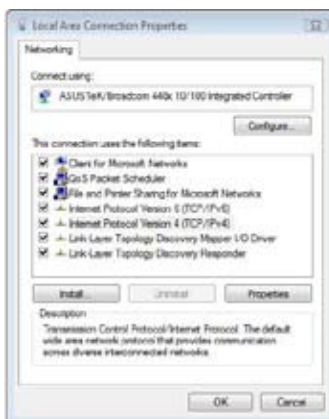 Local Area Connection Properties
Networking
Connect using:
ASUSTeK/Broadcom 440x 10/100 Integrated Controller
Configure...
This connection uses the following items:
Client for Microsoft Networks
QoS Packet Scheduler
File and Printer Sharing for Microsoft Networks
Internet Protocol Version 6 (TCP/IPv6)
Internet Protocol Version 4 (TCP/IPv4)
Link-Layer Topology Discovery Mapper I/O Driver
Link-Layer Topology Discovery Responder
Install...
Uninstall
Properties
Description
Transmission Control Protocol/Internet Protocol. The default
wide area network protocol that provides communication
across diverse interconnected networks.
OK
Cancel